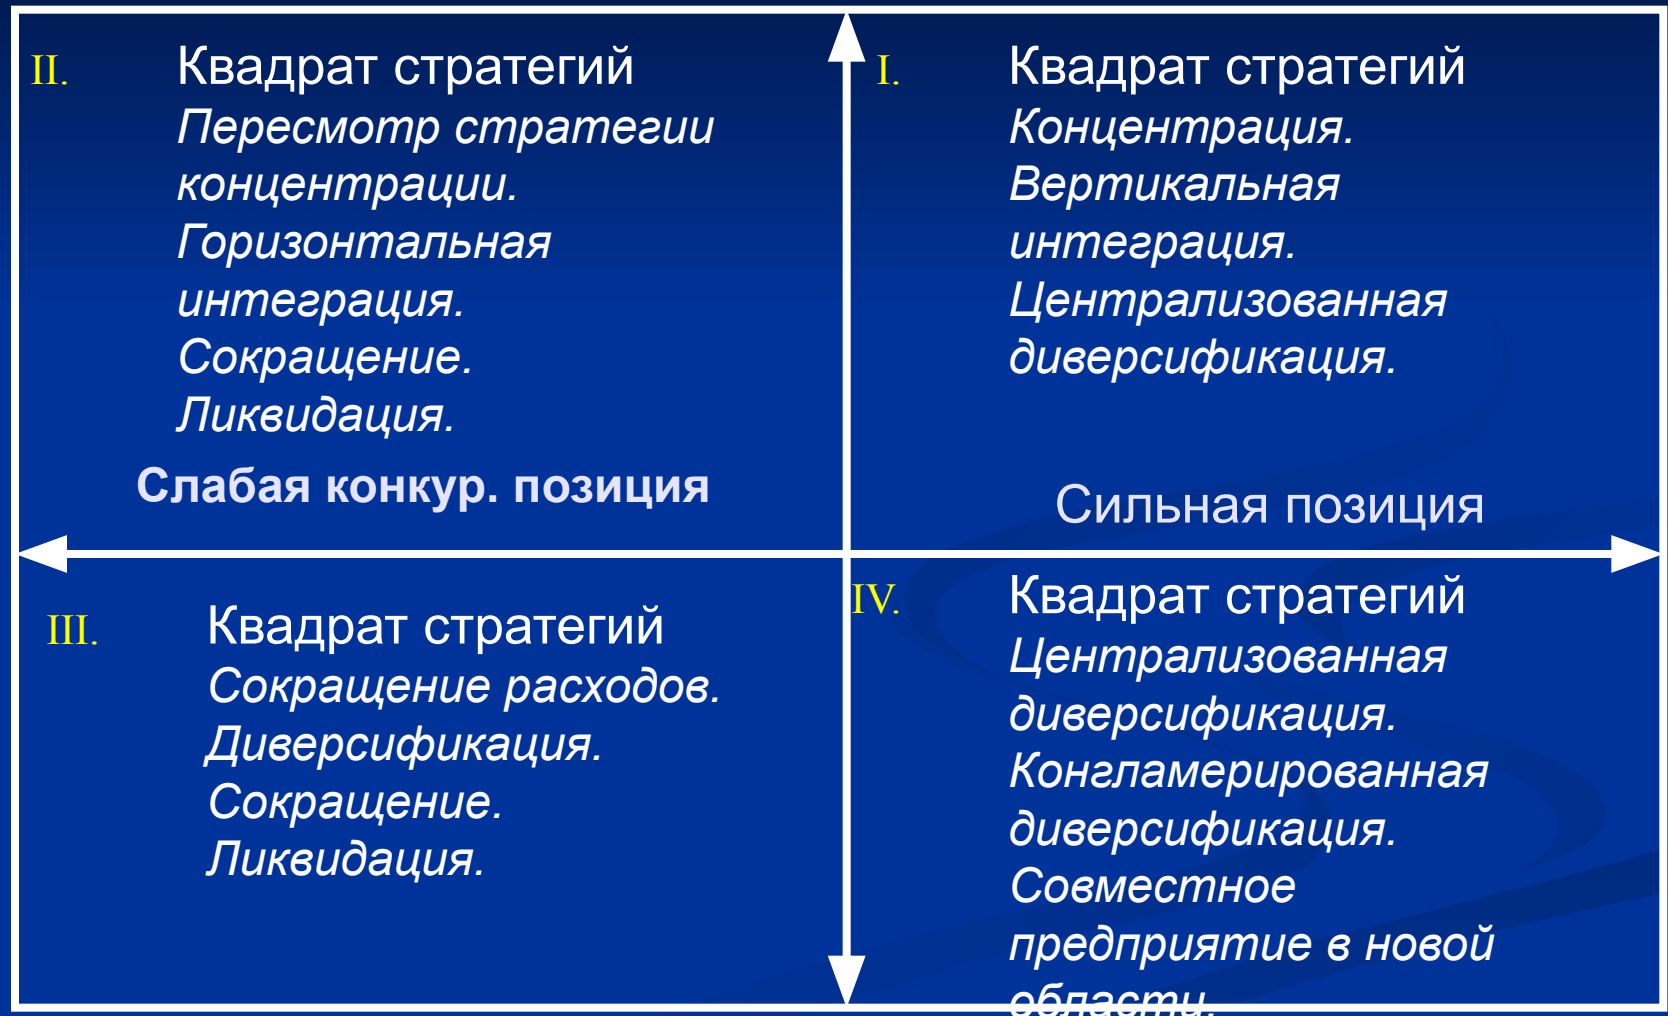 II. Квадрат стратегий
Пересмотр стратегии
концентрации.
Горизонтальная
интеграция.
Сокращение.
Ликвидация.
Слабая конкур. позиция
I. Квадрат стратегий
Концентрация.
Вертикальная
интеграция.
Централизованная
диверсификация.
Сильная позиция
III. Квадрат стратегий
Сокращение расходов.
Диверсификация.
Сокращение.
Ликвидация.
IV. Квадрат стратегий
Централизованная
диверсификация.
Конгламерированная
диверсификация.
Совместное
предприятие в новой
области.